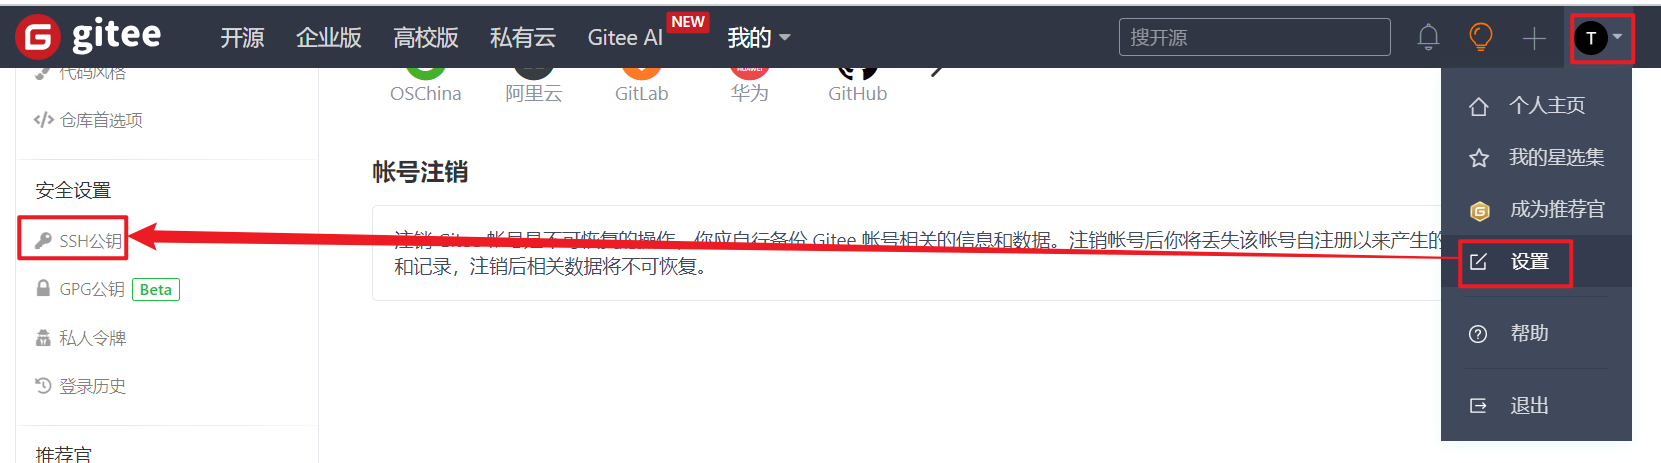 gitee 开源 企业版 高校版 私有云 Gitee AI NEW 我的 搜开源 T
代码风格
仓库首选项
安全设置
SSH公钥
GPG公钥 Beta
私人令牌
登录历史
推荐官
OSChina 阿里云 GitLab 华为 GitHub
帐号注销
注销 Gitee 帐号是不可恢复的操作，你应自行备份 Gitee 帐号相关的信息和数据。注销帐号后你将丢失该帐号自注册以来产生的
和记录，注销后相关数据将不可恢复。
个人主页
我的星选集
成为推荐官
设置
帮助
退出